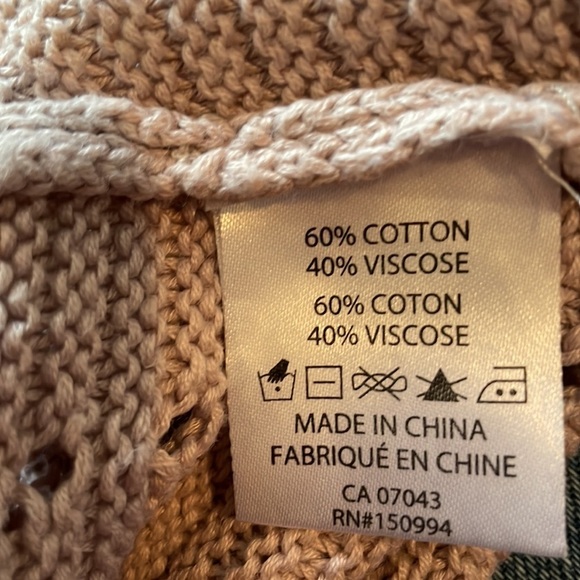 60% COTTON
40% VISCOSE
60% COTON
40% VISCOSE
MADE IN CHINA
FABRIQUÉ EN CHINE
CA 07043
RN#150994